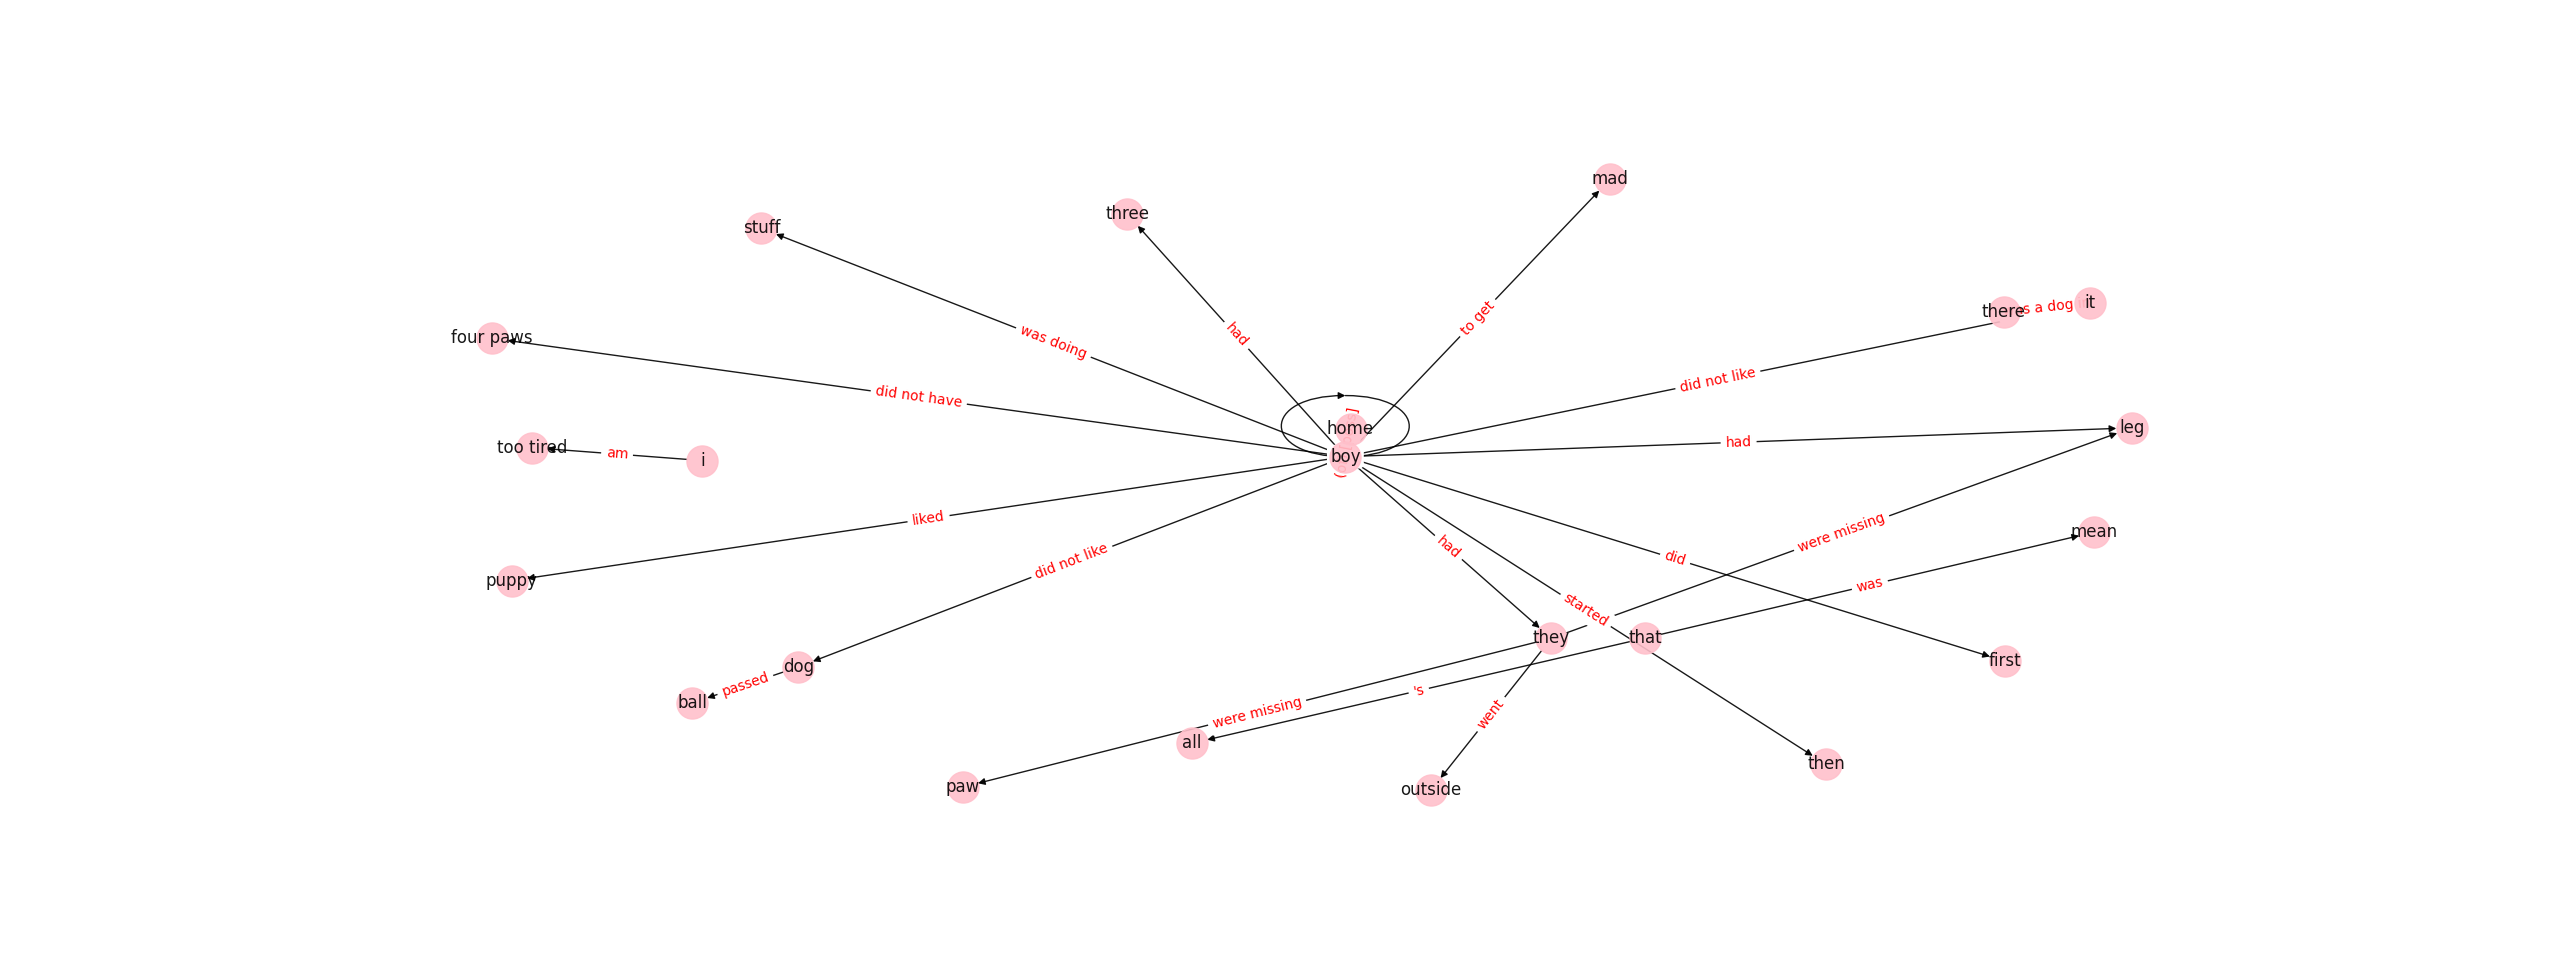 mad
three
stuff
it
there
s a dog
to get
had
four paws
was doing
did not like
did not have
home
leg
had
too tired
am
i
boy
liked
were missing
mean
did
did not like
had
puppy
was
started
they
that
first
dog
passed
ball
's
were missing
went
all
then
paw
outside